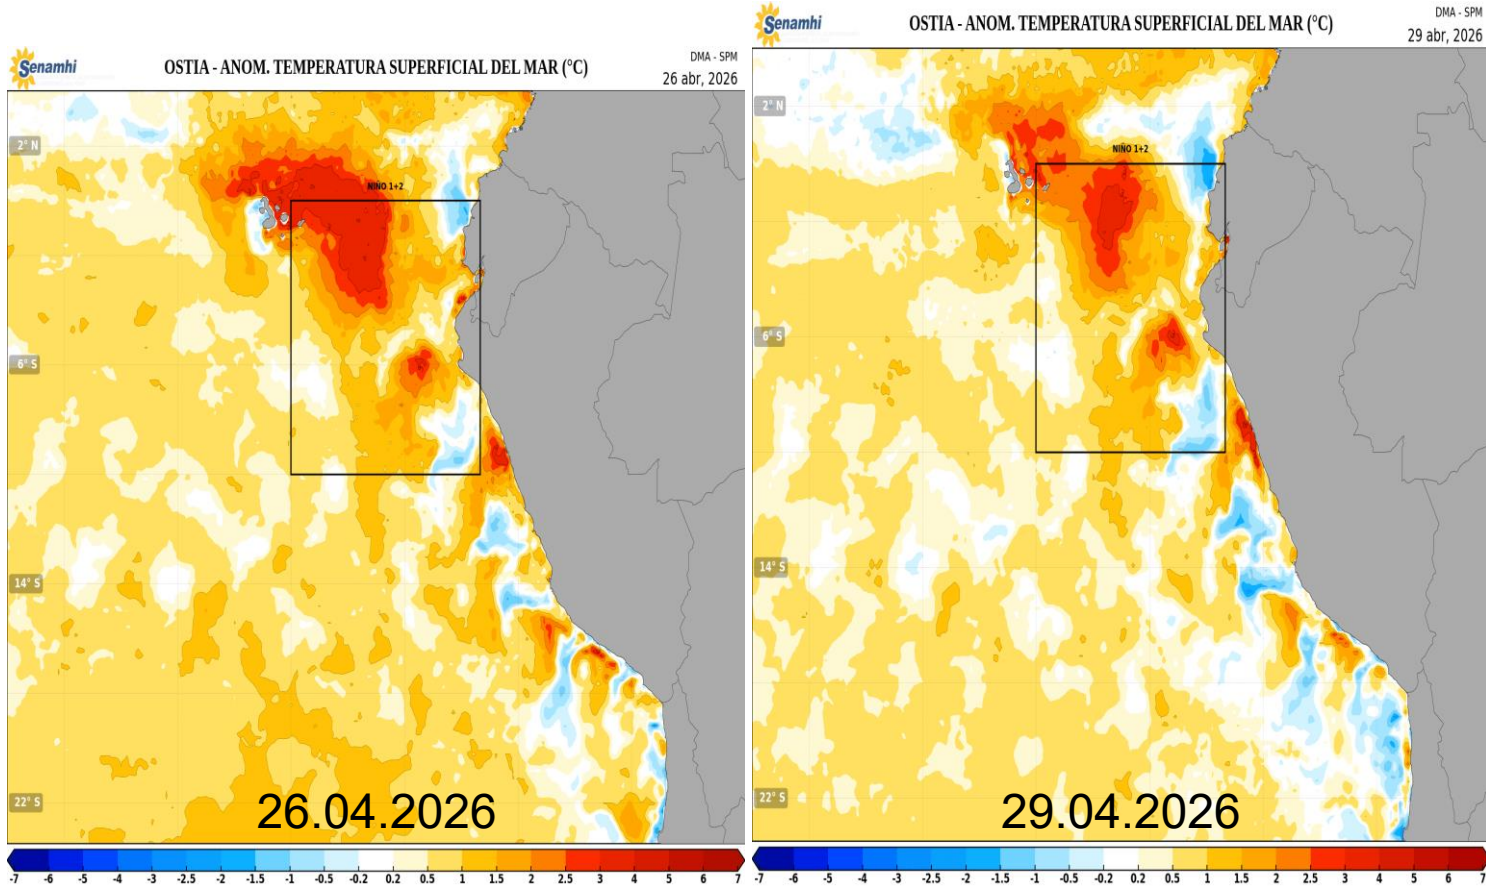 Senamhi
OSTIA - ANOM. TEMPERATURA SUPERFICIAL DEL MAR (°C)
DMA - SPM
26 abr, 2026
2° N
NIÑO 1+2
6° S
14° S
22° S
26.04.2026
-7 -6 -5 -4 -3 -2.5 -2 -1.5 -1 -0.5 -0.2 0.2 0.5 1 1.5 2 2.5 3 4 5 6 7
Senamhi
OSTIA - ANOM. TEMPERATURA SUPERFICIAL DEL MAR (°C)
DMA - SPM
29 abr, 2026
2° N
NIÑO 1+2
6° S
14° S
22° S
29.04.2026
-7 -6 -5 -4 -3 -2.5 -2 -1.5 -1 -0.5 -0.2 0.2 0.5 1 1.5 2 2.5 3 4 5 6 7